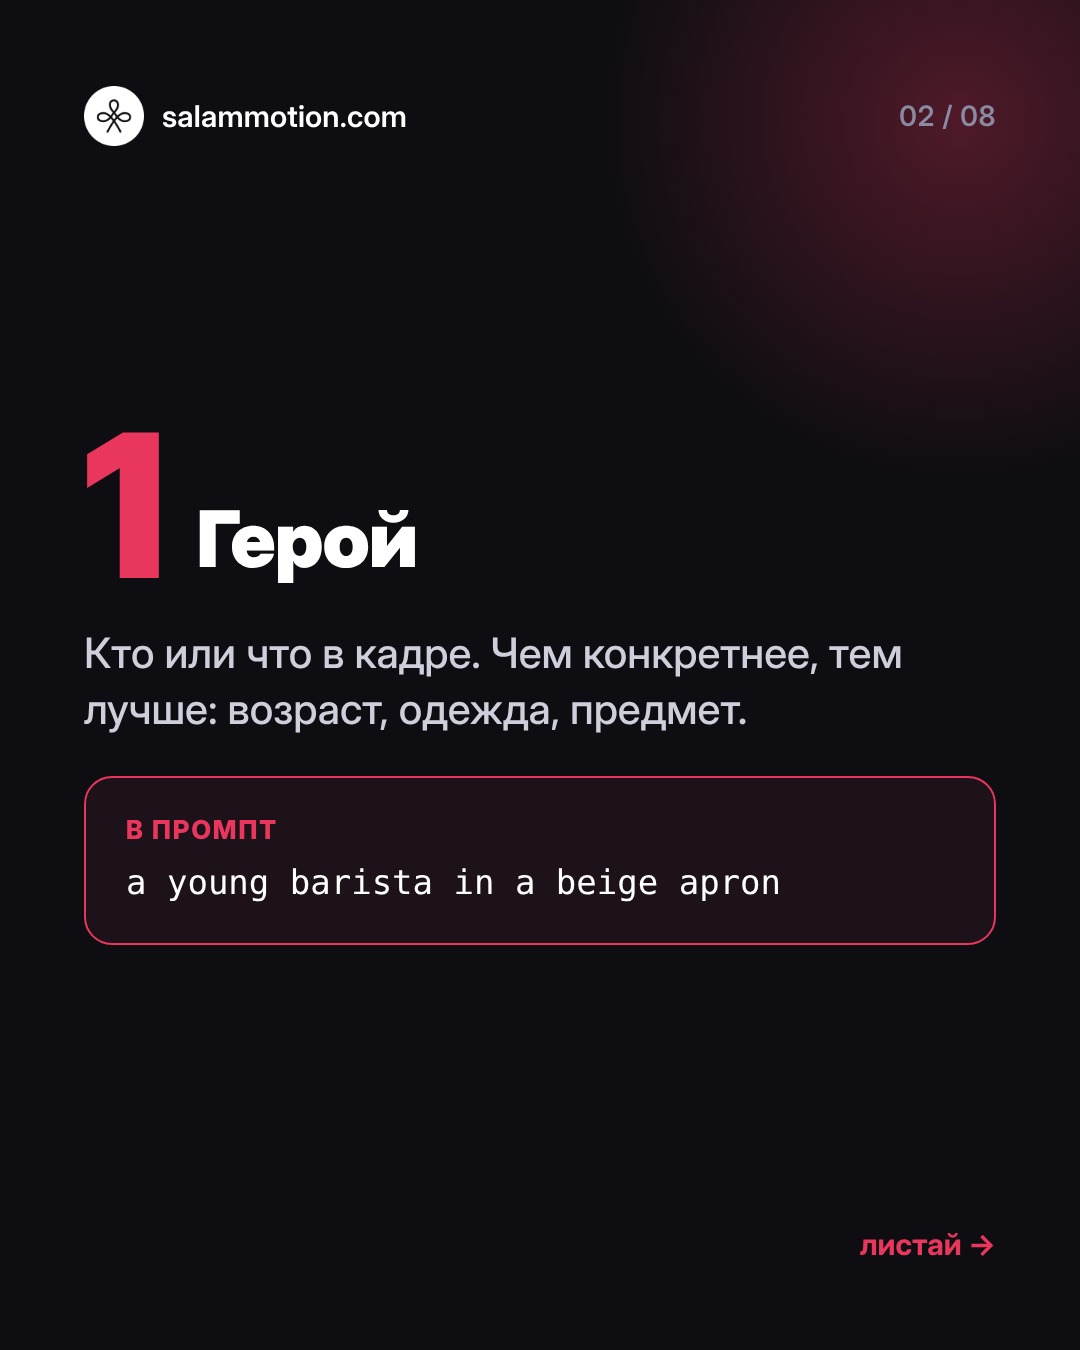 salammotion.com
02 / 08
1 Герой
Кто или что в кадре. Чем конкретнее, тем
лучше: возраст, одежда, предмет.
В ПРОМПТ
a young barista in a beige apron
листай →